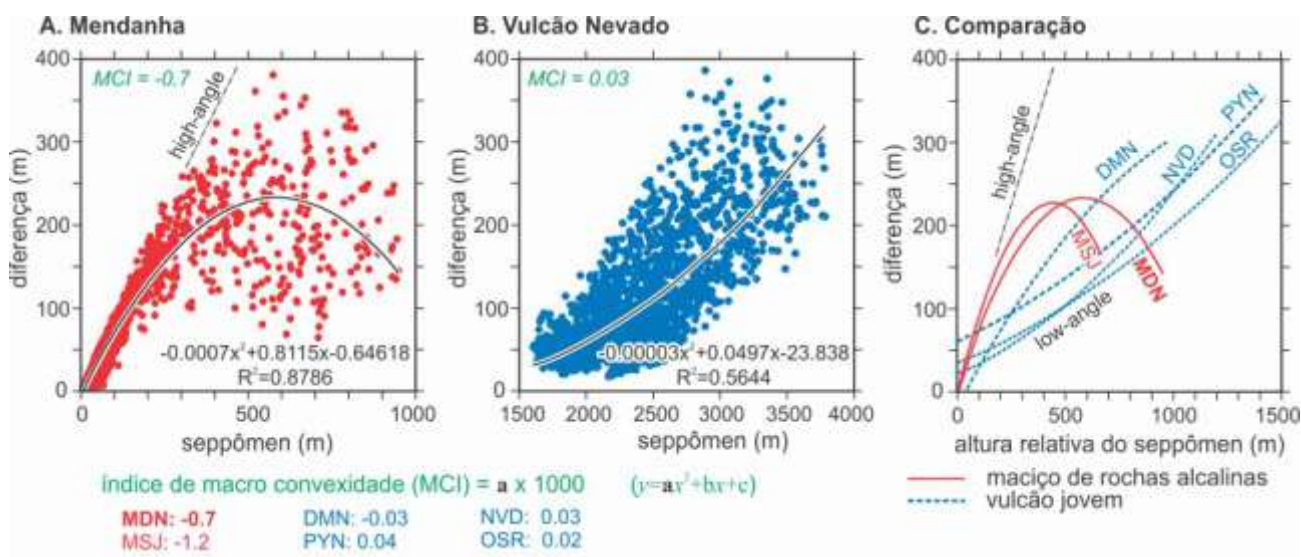 A. Mendanha
MCI = -0.7
high-angle
400
300
200
100
0
diferença (m)
-0.0007x²+0.8115x-0.64618
R²=0.8786
0 500 1000
seppômen (m)
B. Vulcão Nevado
MCI = 0.03
400
300
200
100
0
diferença (m)
-0.00003x²+0.0497x-23.838
R²=0.5644
1500 2000 2500 3000 3500 4000
seppômen (m)
C. Comparação
400
300
200
100
0
diferença (m)
high-angle
DMN
NVD
PYN
OSR
MSJ
MDN
low-angle
0 500 1000 1500
altura relativa do seppômen (m)
maciço de rochas alcalinas
vulcão jovem
índice de macro convexidade (MCI) = a x 1000 (y=ax²+bx+c)
MDN: -0.7 DMN: -0.03 NVD: 0.03
MSJ: -1.2 PYN: 0.04 OSR: 0.02